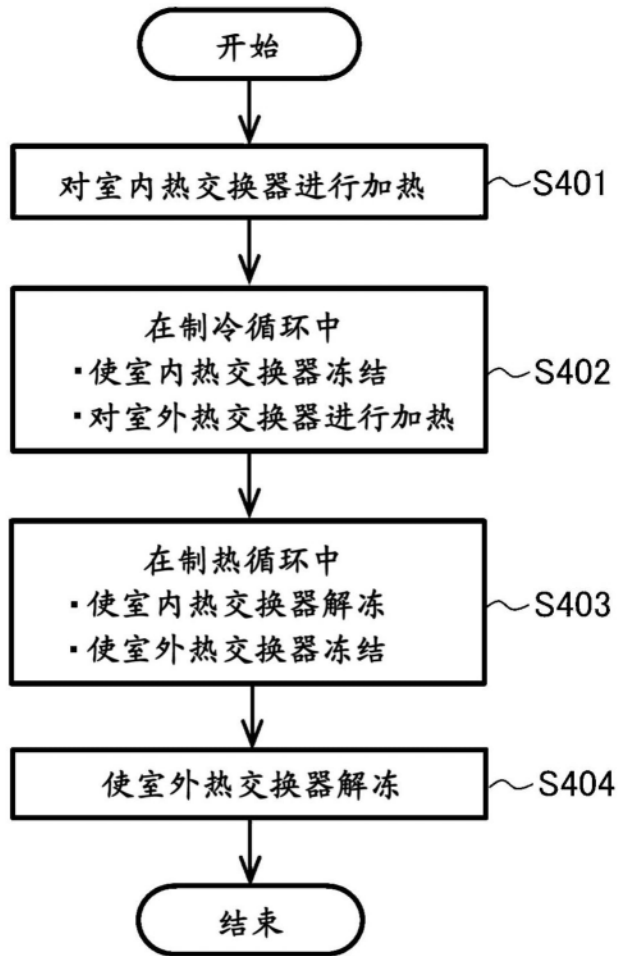 开始
对室内热交换器进行加热
S401
在制冷循环中
·使室内热交换器冻结
·对室外热交换器进行加热
S402
在制热循环中
·使室内热交换器解冻
·使室外热交换器冻结
S403
使室外热交换器解冻
S404
结束